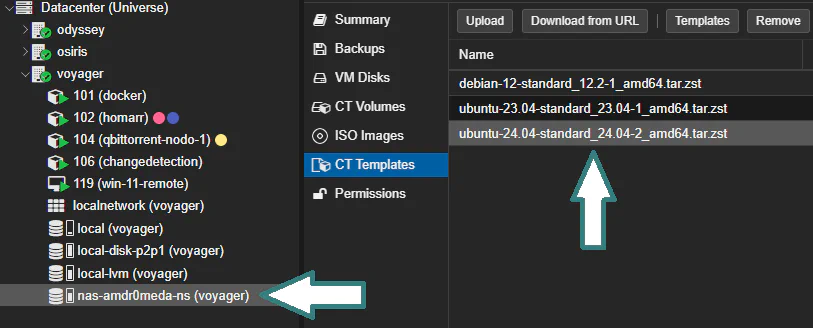 Datacenter (Universe)
odyssey
osiris
voyager
101 (docker)
102 (homarr)
104 (qbittorrent-nodo-1)
106 (changedetection)
119 (win-11-remote)
localnetwork (voyager)
local (voyager)
local-disk-p2p1 (voyager)
local-lvm (voyager)
nas-amdr0meda-ns (voyager)
Summary
Backups
VM Disks
CT Volumes
ISO Images
CT Templates
Permissions
Upload Download from URL Templates Remove
Name
debian-12-standard_12.2-1_amd64.tar.zst
ubuntu-23.04-standard_23.04-1_amd64.tar.zst
ubuntu-24.04-standard_24.04-2_amd64.tar.zst